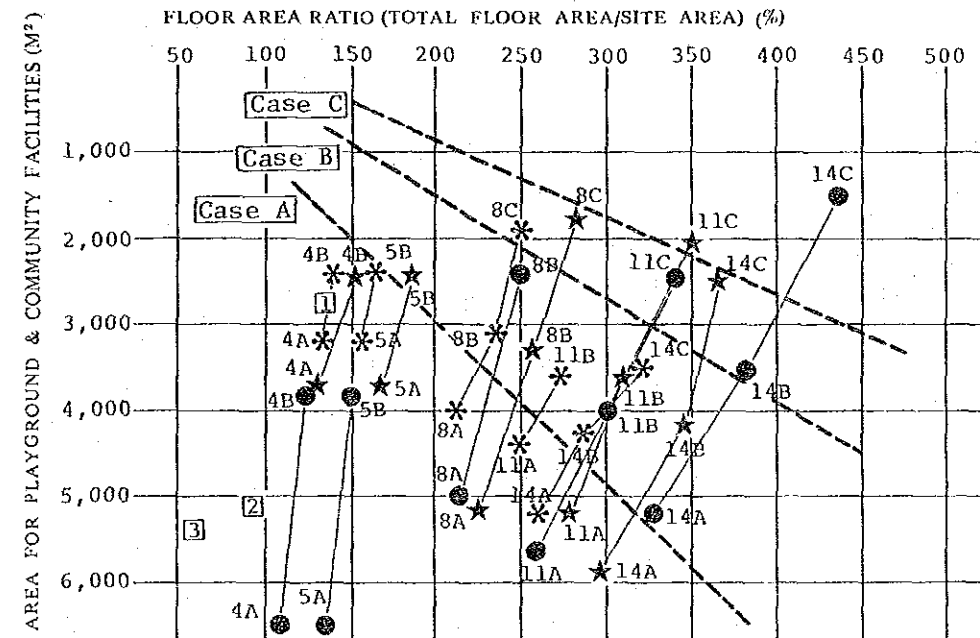 FLOOR AREA RATIO (TOTAL FLOOR AREA/SITE AREA) (%)
AREA FOR PLAYGROUND & COMMUNITY FACILITIES (M²)
50 100 150 200 250 300 350 400 450 500
Case C
1,000
Case B
14C
Case A
8C 8C
2,000
11C
4B 4B 5B 8B 11C 14C
5B
1
3,000
8B 8B
4A 5A 11B 14C
4A 5A 11B
4B 5B 11B 14B
4,000
8A 14B 14B
11A
8A
5,000
14A 14A
2 8A 11A
3
11A 14A
6,000
4A 5A